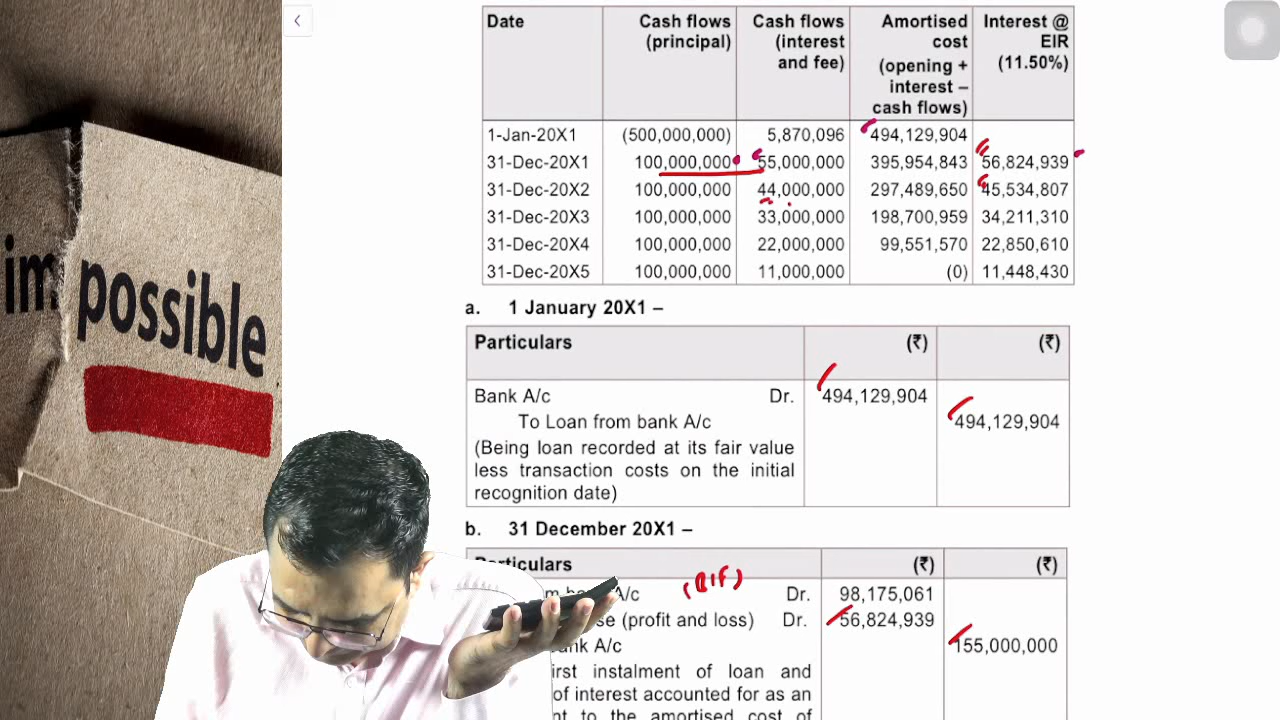 im possible
Date Cash flows (principal) Cash flows (interest and fee) Amortised cost (opening + interest – cash flows) Interest @ EIR (11.50%)
1-Jan-20X1 (500,000,000) 5,870,096 494,129,904
31-Dec-20X1 100,000,000 55,000,000 395,954,843 56,824,939
31-Dec-20X2 100,000,000 44,000,000 297,489,650 45,534,807
31-Dec-20X3 100,000,000 33,000,000 198,700,959 34,211,310
31-Dec-20X4 100,000,000 22,000,000 99,551,570 22,850,610
31-Dec-20X5 100,000,000 11,000,000 (0) 11,448,430
a. 1 January 20X1 –
Particulars (₹) (₹)
Bank A/c Dr. 494,129,904
To Loan from bank A/c 494,129,904
(Being loan recorded at its fair value
less transaction costs on the initial
recognition date)
b. 31 December 20X1 –
Particulars (₹) (₹)
A/c (BIF) Dr. 98,175,061
(profit and loss) Dr. 56,824,939
A/c 155,000,000
instalment of loan and
of interest accounted for as an
to the amortised cost of